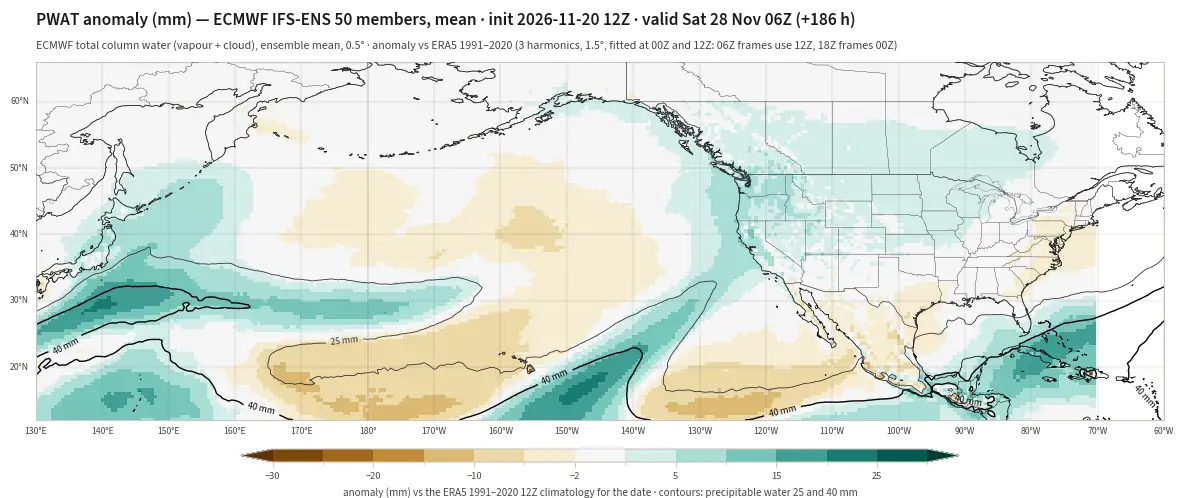 PWAT anomaly (mm) — ECMWF IFS-ENS 50 members, mean · init 2026-11-20 12Z · valid Sat 28 Nov 06Z (+186 h)
ECMWF total column water (vapour + cloud), ensemble mean, 0.5° · anomaly vs ERA5 1991–2020 (3 harmonics, 1.5°, fitted at 00Z and 12Z: 06Z frames use 12Z, 18Z frames 00Z)
60°N
50°N
40°N
30°N
20°N
40 mm
25 mm
40 mm
40 mm
40 mm
40 mm
40 mm
130°E 140°E 150°E 160°E 170°E 180° 170°W 160°W 150°W 140°W 130°W 120°W 110°W 100°W 90°W 80°W 70°W 60°W
−30 −20 −10 −2 5 15 25
anomaly (mm) vs the ERA5 1991–2020 12Z climatology for the date · contours: precipitable water 25 and 40 mm